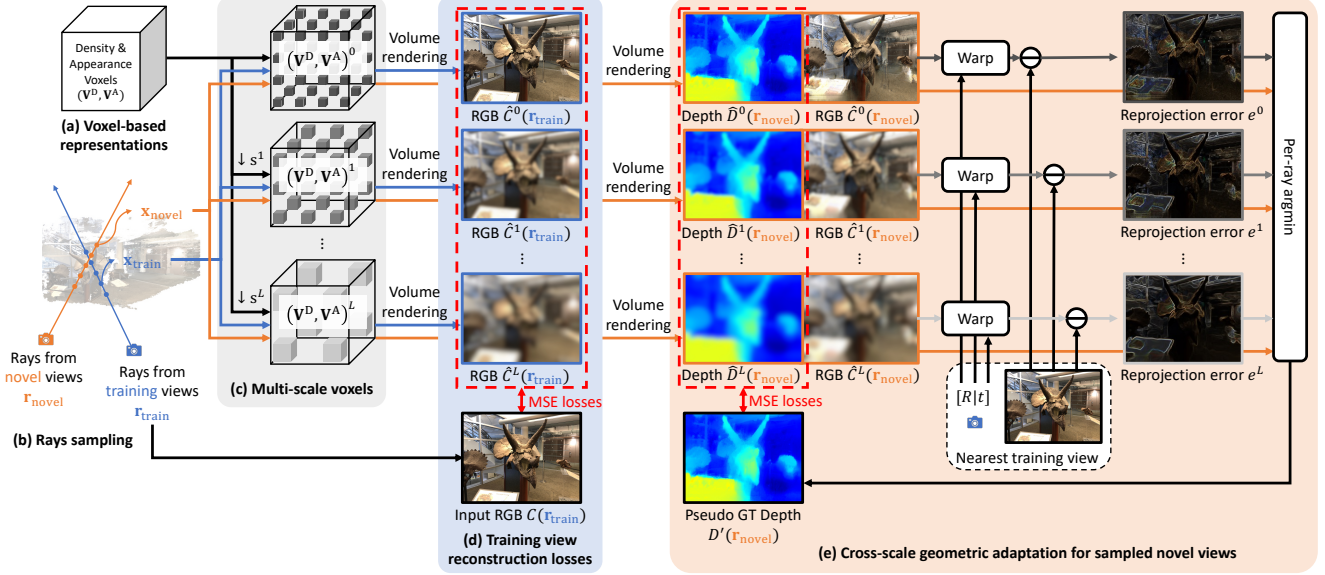 Density &
Appearance
Voxels
(V^D, V^A)
(a) Voxel-based
representations
x_novel
x_train
Rays from
novel views
r_novel
Rays from
training views
r_train
(b) Rays sampling
(V^D, V^A)^0
↓ s^1
(V^D, V^A)^1
⋮
↓ s^L
(V^D, V^A)^L
(c) Multi-scale voxels
Volume
rendering
Volume
rendering
Volume
rendering
RGB Ĉ^0(r_train)
RGB Ĉ^1(r_train)
⋮
RGB Ĉ^L(r_train)
MSE losses
Input RGB C(r_train)
(d) Training view
reconstruction losses
Volume
rendering
Volume
rendering
Volume
rendering
Depth D̂^0(r_novel)
RGB Ĉ^0(r_novel)
Depth D̂^1(r_novel)
RGB Ĉ^1(r_novel)
⋮
Depth D̂^L(r_novel)
RGB Ĉ^L(r_novel)
MSE losses
Pseudo GT Depth
D′(r_novel)
Warp
Warp
Warp
[R|t]
Nearest training view
Reprojection error e^0
Reprojection error e^1
⋮
Reprojection error e^L
Per-ray argmin
(e) Cross-scale geometric adaptation for sampled novel views